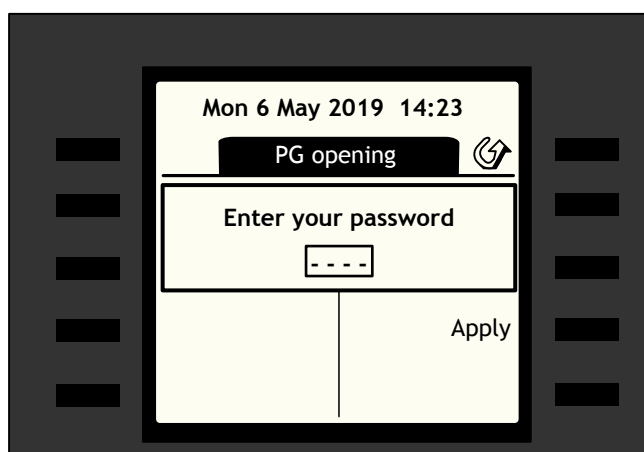 Mon 6 May 2019 14:23
PG opening
Enter your password
- - - -
Apply